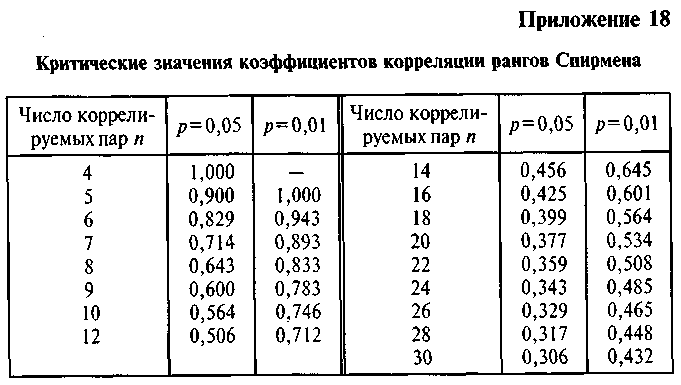 Приложение 18
Критические значения коэффициентов корреляции рангов Спирмена
Число коррели-
руемых пар n
p=0,05
p=0,01
Число коррели-
руемых пар n
p=0,05
p=0,01
4 1,000 — 14 0,456 0,645
5 0,900 1,000 16 0,425 0,601
6 0,829 0,943 18 0,399 0,564
7 0,714 0,893 20 0,377 0,534
8 0,643 0,833 22 0,359 0,508
9 0,600 0,783 24 0,343 0,485
10 0,564 0,746 26 0,329 0,465
12 0,506 0,712 28 0,317 0,448
30 0,306 0,432